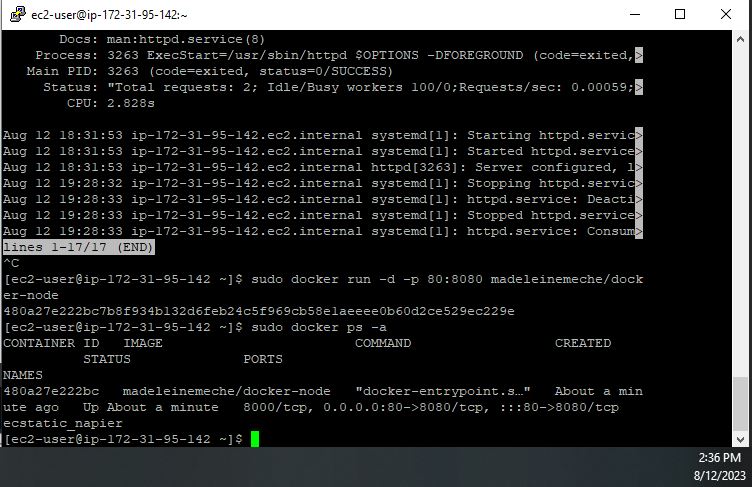 ec2-user@ip-172-31-95-142:~
Docs: man:httpd.service(8)
Process: 3263 ExecStart=/usr/sbin/httpd $OPTIONS -DFOREGROUND (code=exited,>
Main PID: 3263 (code=exited, status=0/SUCCESS)
Status: "Total requests: 2; Idle/Busy workers 100/0;Requests/sec: 0.00059;>
CPU: 2.828s
Aug 12 18:31:53 ip-172-31-95-142.ec2.internal systemd[1]: Starting httpd.servic>
Aug 12 18:31:53 ip-172-31-95-142.ec2.internal systemd[1]: Started httpd.service>
Aug 12 18:31:53 ip-172-31-95-142.ec2.internal httpd[3263]: Server configured, l>
Aug 12 19:28:32 ip-172-31-95-142.ec2.internal systemd[1]: Stopping httpd.servic>
Aug 12 19:28:33 ip-172-31-95-142.ec2.internal systemd[1]: httpd.service: Deacti>
Aug 12 19:28:33 ip-172-31-95-142.ec2.internal systemd[1]: Stopped httpd.service>
Aug 12 19:28:33 ip-172-31-95-142.ec2.internal systemd[1]: httpd.service: Consum>
lines 1-17/17 (END)
^C
[ec2-user@ip-172-31-95-142 ~]$ sudo docker run -d -p 80:8080 madeleinemeche/dock
er-node
480a27e222bc7b8f934b132d6feb24c5f969cb58e1aeeee0b60d2ce529ec229e
[ec2-user@ip-172-31-95-142 ~]$ sudo docker ps -a
CONTAINER ID IMAGE COMMAND CREATED
STATUS PORTS
NAMES
480a27e222bc madeleinemeche/docker-node "docker-entrypoint.s…" About a min
ute ago Up About a minute 8000/tcp, 0.0.0.0:80->8080/tcp, :::80->8080/tcp
ecstatic_napier
[ec2-user@ip-172-31-95-142 ~]$
2:36 PM
8/12/2023